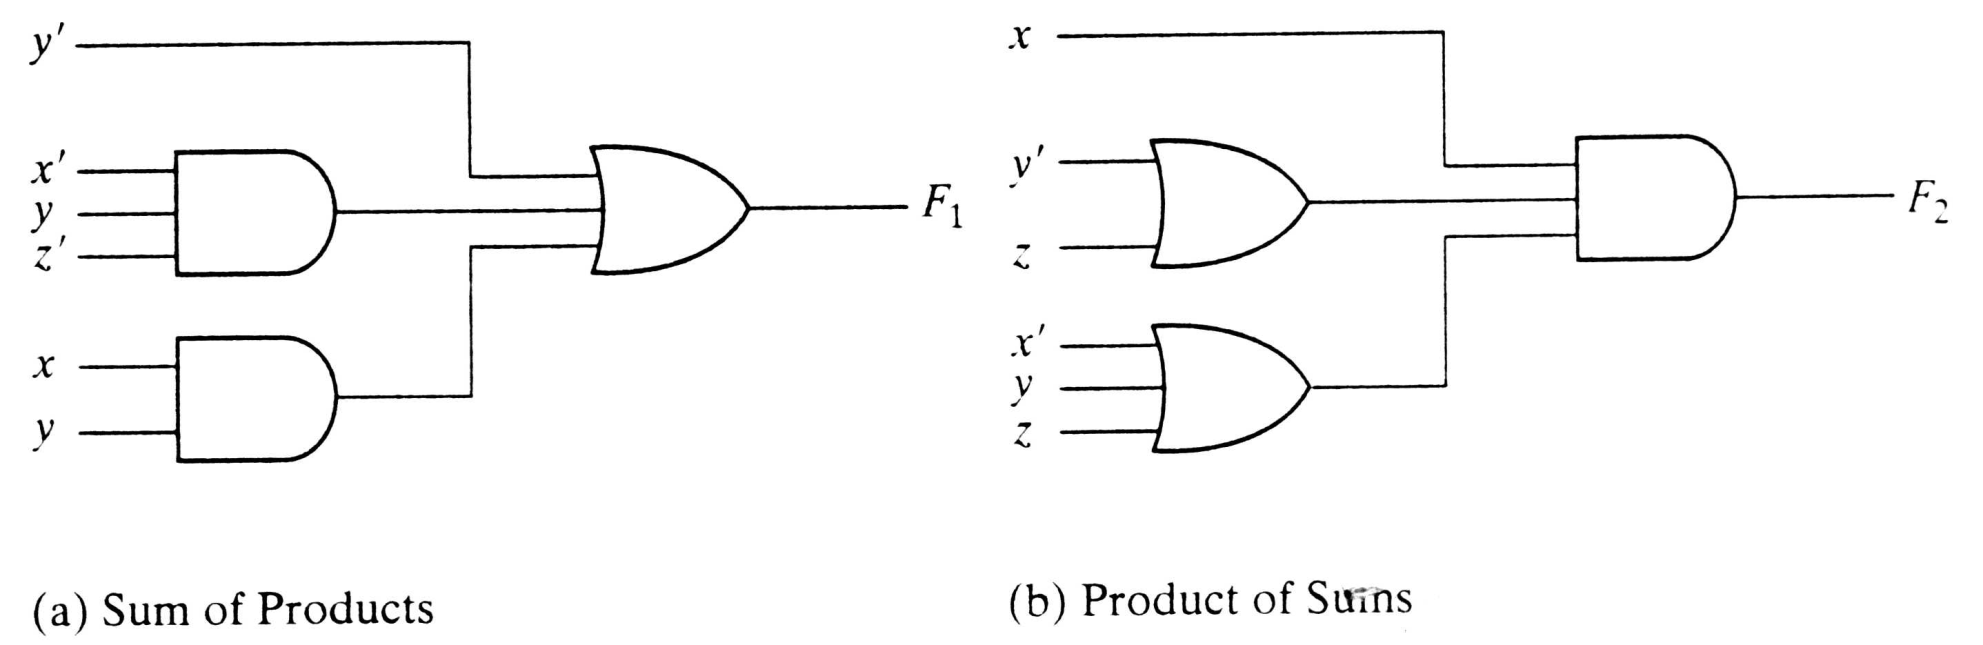 y′
x′
y
z′
x
y
F₁
(a) Sum of Products
x
y′
z
x′
y
z
F₂
(b) Product of Sums